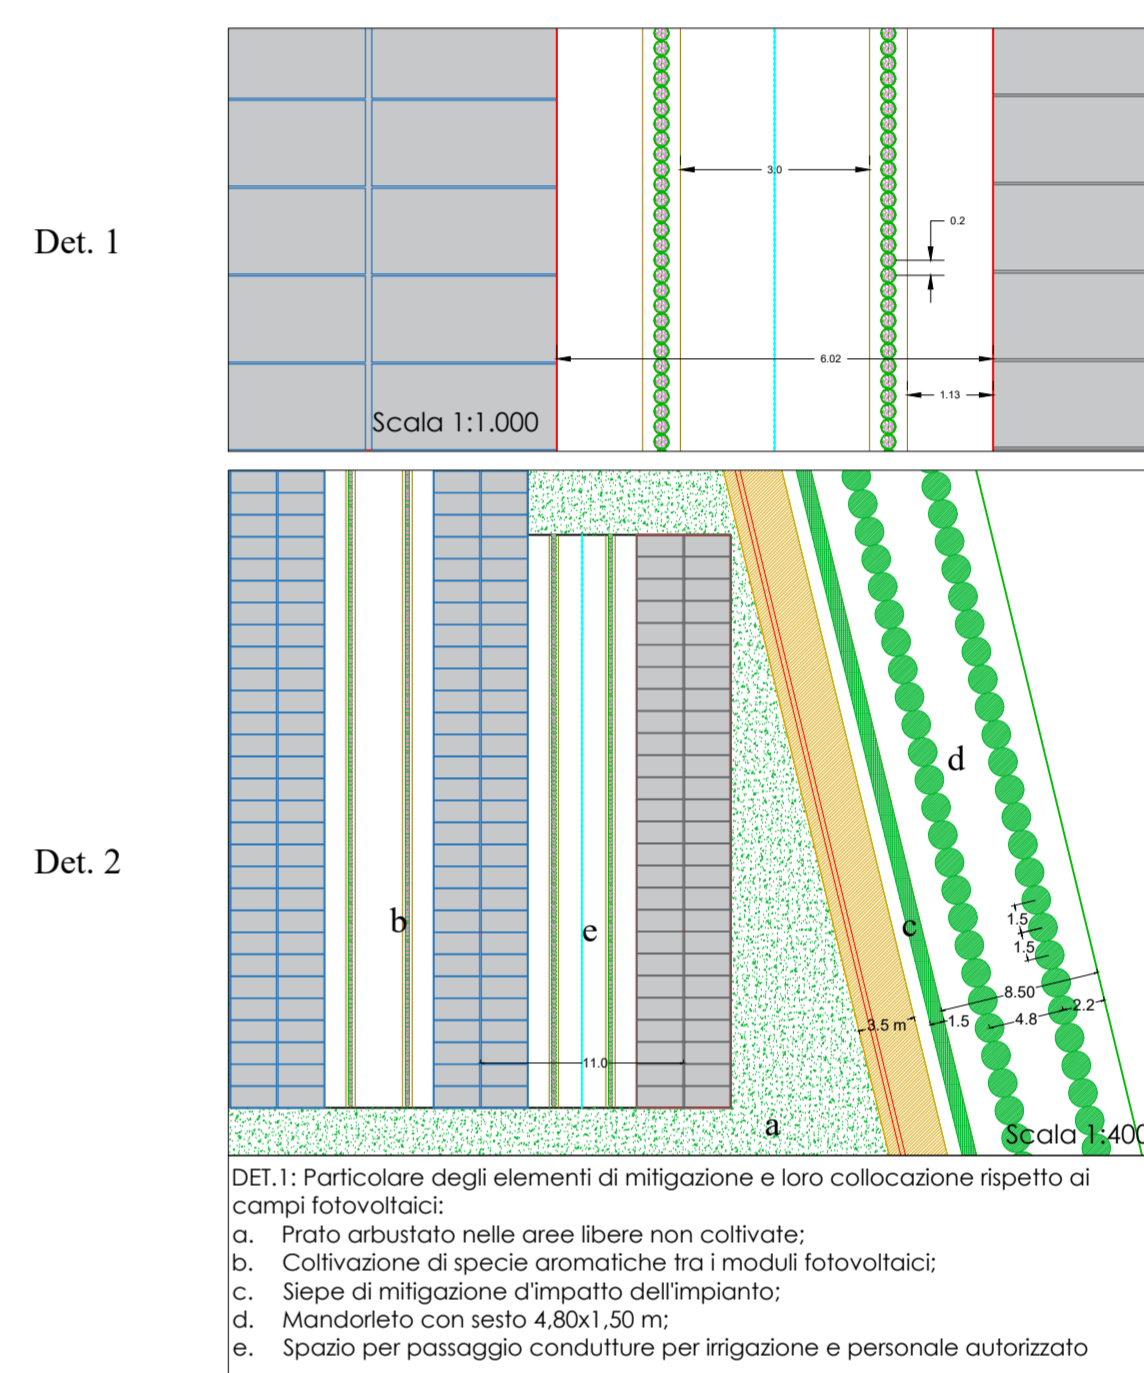 Det. 1
3.0
0.2
6.02
1.13
Scala 1:1.000
Det. 2
b
e
d
c
1.5
1.5
8.50
2.2
4.8
1.5
3.5 m
11.0
a
Scala 1:400
DET.1: Particolare degli elementi di mitigazione e loro collocazione rispetto ai
campi fotovoltaici:
a. Prato arbustato nelle aree libere non coltivate;
b. Coltivazione di specie aromatiche tra i moduli fotovoltaici;
c. Siepe di mitigazione d'impatto dell'impianto;
d. Mandorleto con sesto 4,80x1,50 m;
e. Spazio per passaggio condutture per irrigazione e personale autorizzato